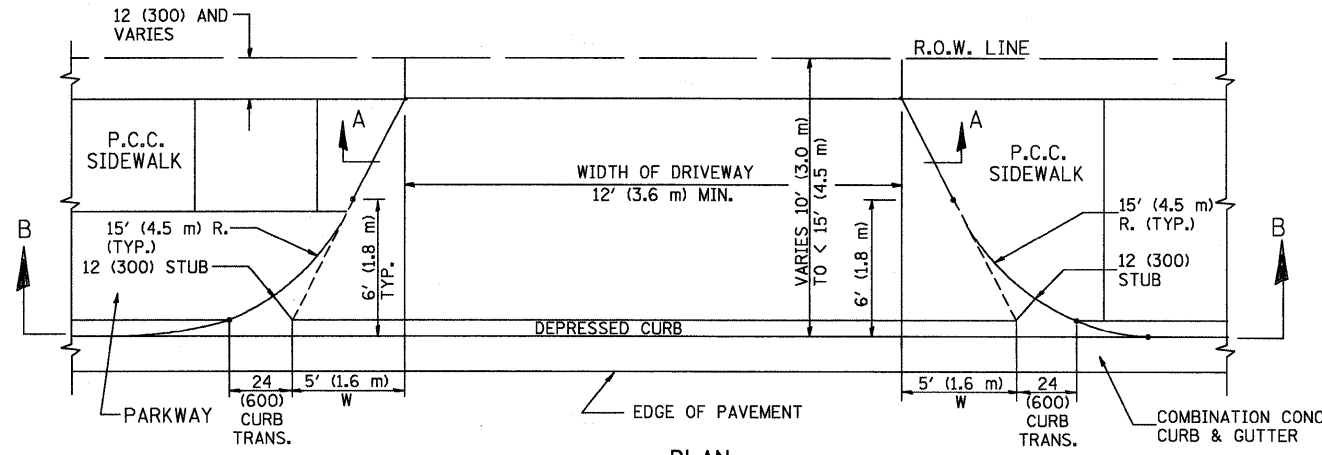 12 (300) AND
VARIES
R.O.W. LINE
A
A
P.C.C.
SIDEWALK
P.C.C.
SIDEWALK
WIDTH OF DRIVEWAY
12' (3.6 m) MIN.
VARIES 10' (3.0 m)
TO < 15' (4.5 m)
15' (4.5 m) R.
(TYP.)
12 (300) STUB
6' (1.8 m)
TYP.
6' (1.8 m)
15' (4.5 m)
R. (TYP.)
12 (300)
STUB
B
B
DEPRESSED CURB
24
(600)
CURB
TRANS.
5' (1.6 m)
W
5' (1.6 m)
W
24
(600)
CURB
TRANS.
PARKWAY
EDGE OF PAVEMENT
COMBINATION CONC
CURB & GUTTER